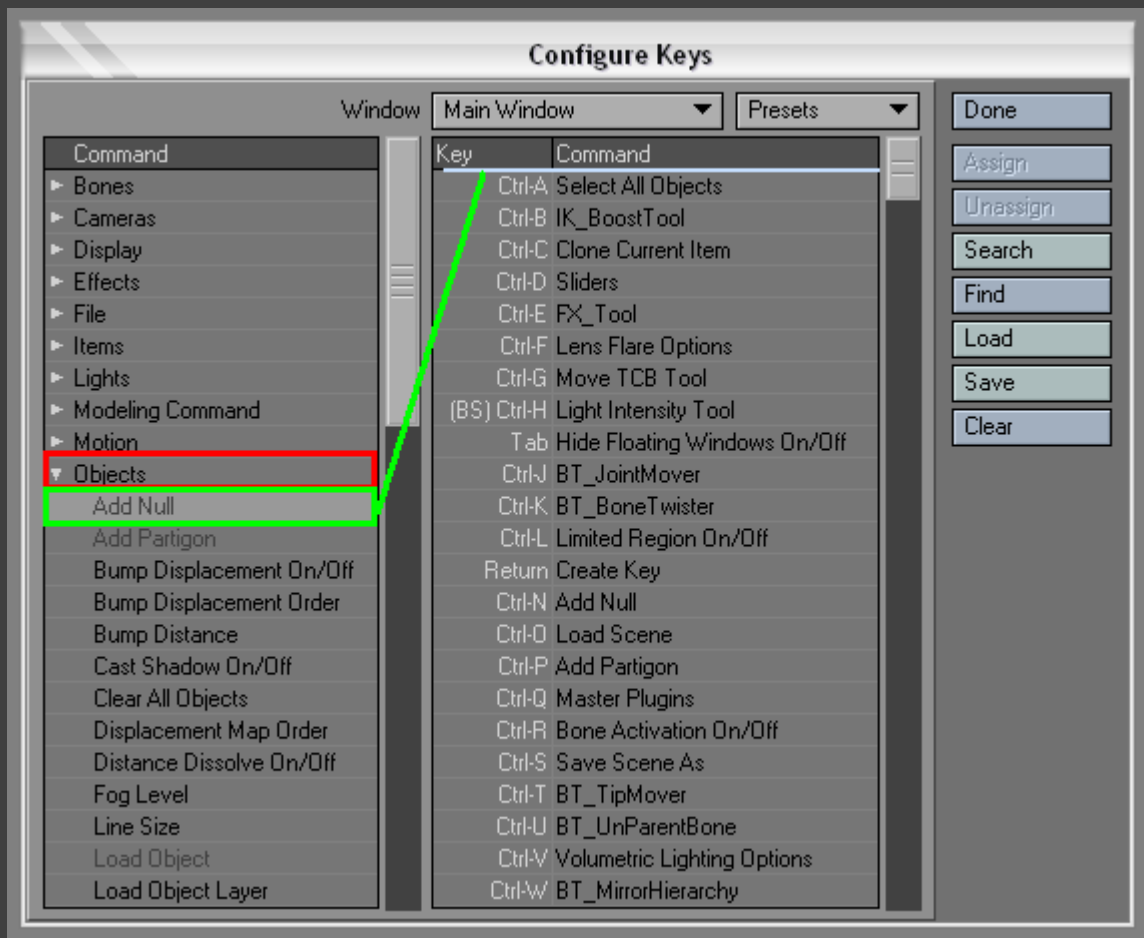 Configure Keys
Window Main Window Presets
Done
Assign
Unassign
Search
Find
Load
Save
Clear
Command
Bones
Cameras
Display
Effects
File
Items
Lights
Modeling Command
Motion
Objects
Add Null
Add Partigon
Bump Displacement On/Off
Bump Displacement Order
Bump Distance
Cast Shadow On/Off
Clear All Objects
Displacement Map Order
Distance Dissolve On/Off
Fog Level
Line Size
Load Object
Load Object Layer
Key Command
Ctrl-A Select All Objects
Ctrl-B IK_BoostTool
Ctrl-C Clone Current Item
Ctrl-D Sliders
Ctrl-E FX_Tool
Ctrl-F Lens Flare Options
Ctrl-G Move TCB Tool
(BS) Ctrl-H Light Intensity Tool
Tab Hide Floating Windows On/Off
Ctrl-J BT_JointMover
Ctrl-K BT_BoneTwister
Ctrl-L Limited Region On/Off
Return Create Key
Ctrl-N Add Null
Ctrl-O Load Scene
Ctrl-P Add Partigon
Ctrl-Q Master Plugins
Ctrl-R Bone Activation On/Off
Ctrl-S Save Scene As
Ctrl-T BT_TipMover
Ctrl-U BT_UnParentBone
Ctrl-V Volumetric Lighting Options
Ctrl-W BT_MirrorHierarchy